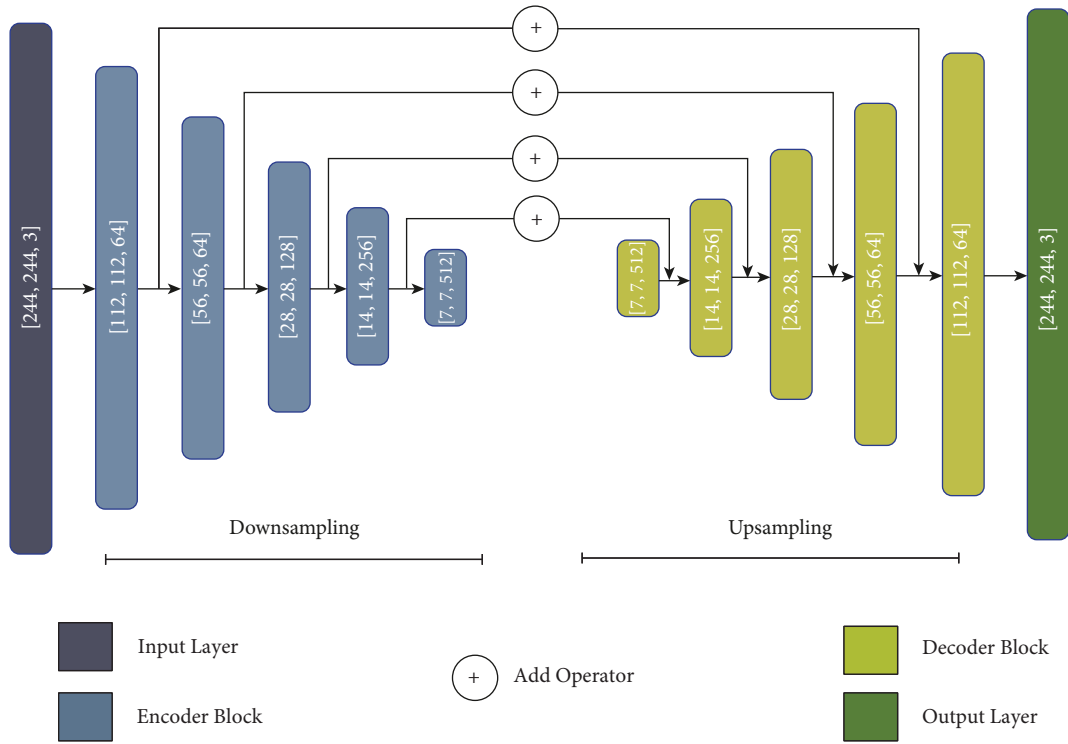 +
+
+
+
[244, 244, 3]
[112, 112, 64]
[56, 56, 64]
[28, 28, 128]
[14, 14, 256]
[7, 7, 512]
[7, 7, 512]
[14, 14, 256]
[28, 28, 128]
[56, 56, 64]
[112, 112, 64]
[244, 244, 3]
Downsampling
Upsampling
Input Layer
Encoder Block
+ Add Operator
Decoder Block
Output Layer